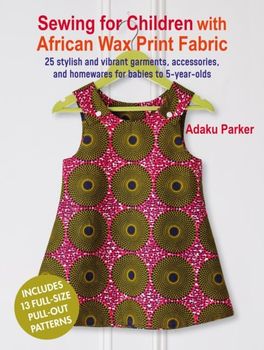 Sewing for Children with
African Wax Print Fabric
25 stylish and vibrant garments, accessories,
and homewares for babies to 5-year-olds
Adaku Parker
INCLUDES
13 FULL-SIZE
PULL-OUT
PATTERNS